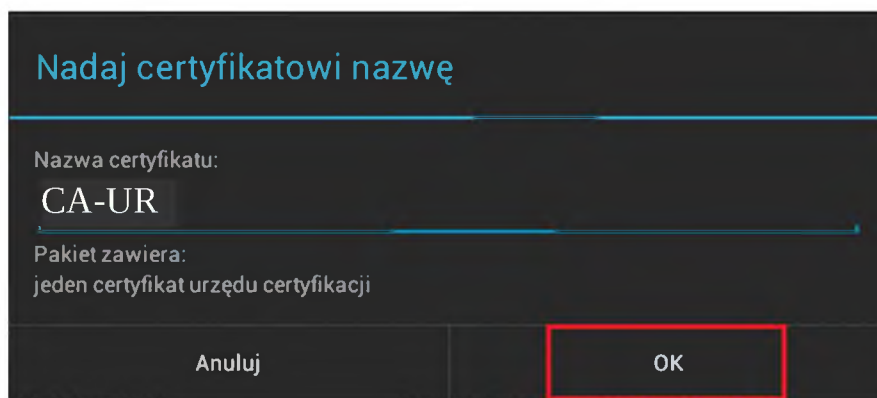 Nadaj certyfikatowi nazwę
Nazwa certyfikatu:
CA-UR
Pakiet zawiera:
jeden certyfikat urzędu certyfikacji
Anuluj OK